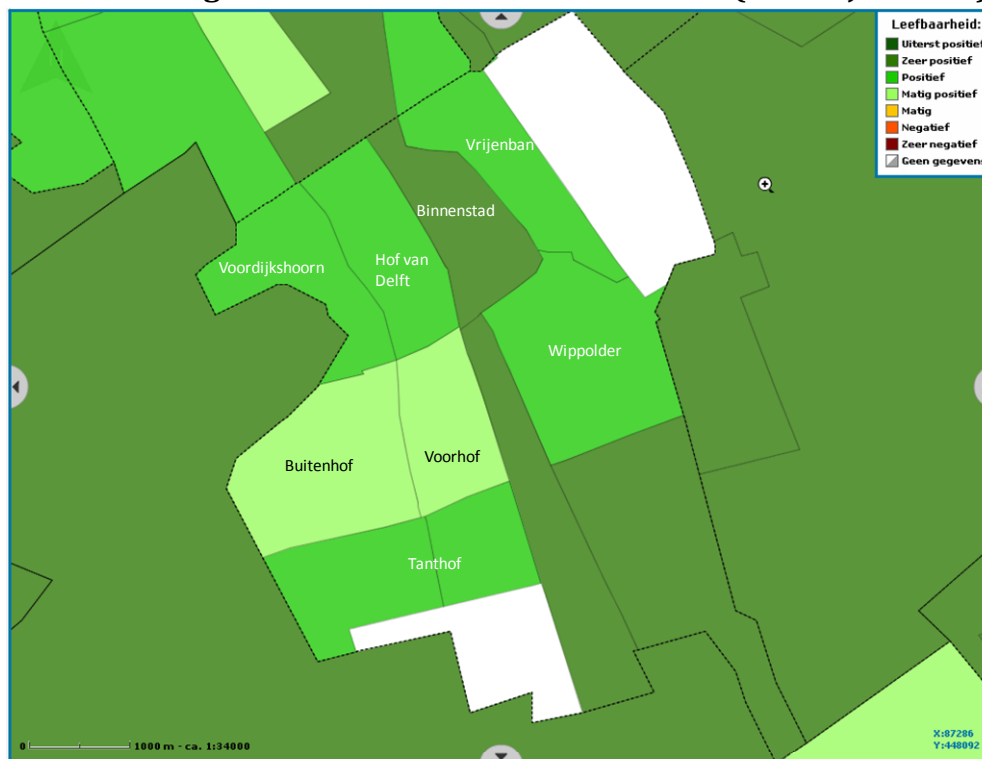 Leefbaarheid:
Uiterst positief
Zeer positief
Positief
Matig positief
Matig
Negatief
Zeer negatief
Geen gegevens
Vrijenban
Binnenstad
Voordijkshoorn
Hof van
Delft
Wippolder
Buitenhof
Voorhof
Tanthof
0 1000 m - ca. 1:34000
X:87286
Y:448092